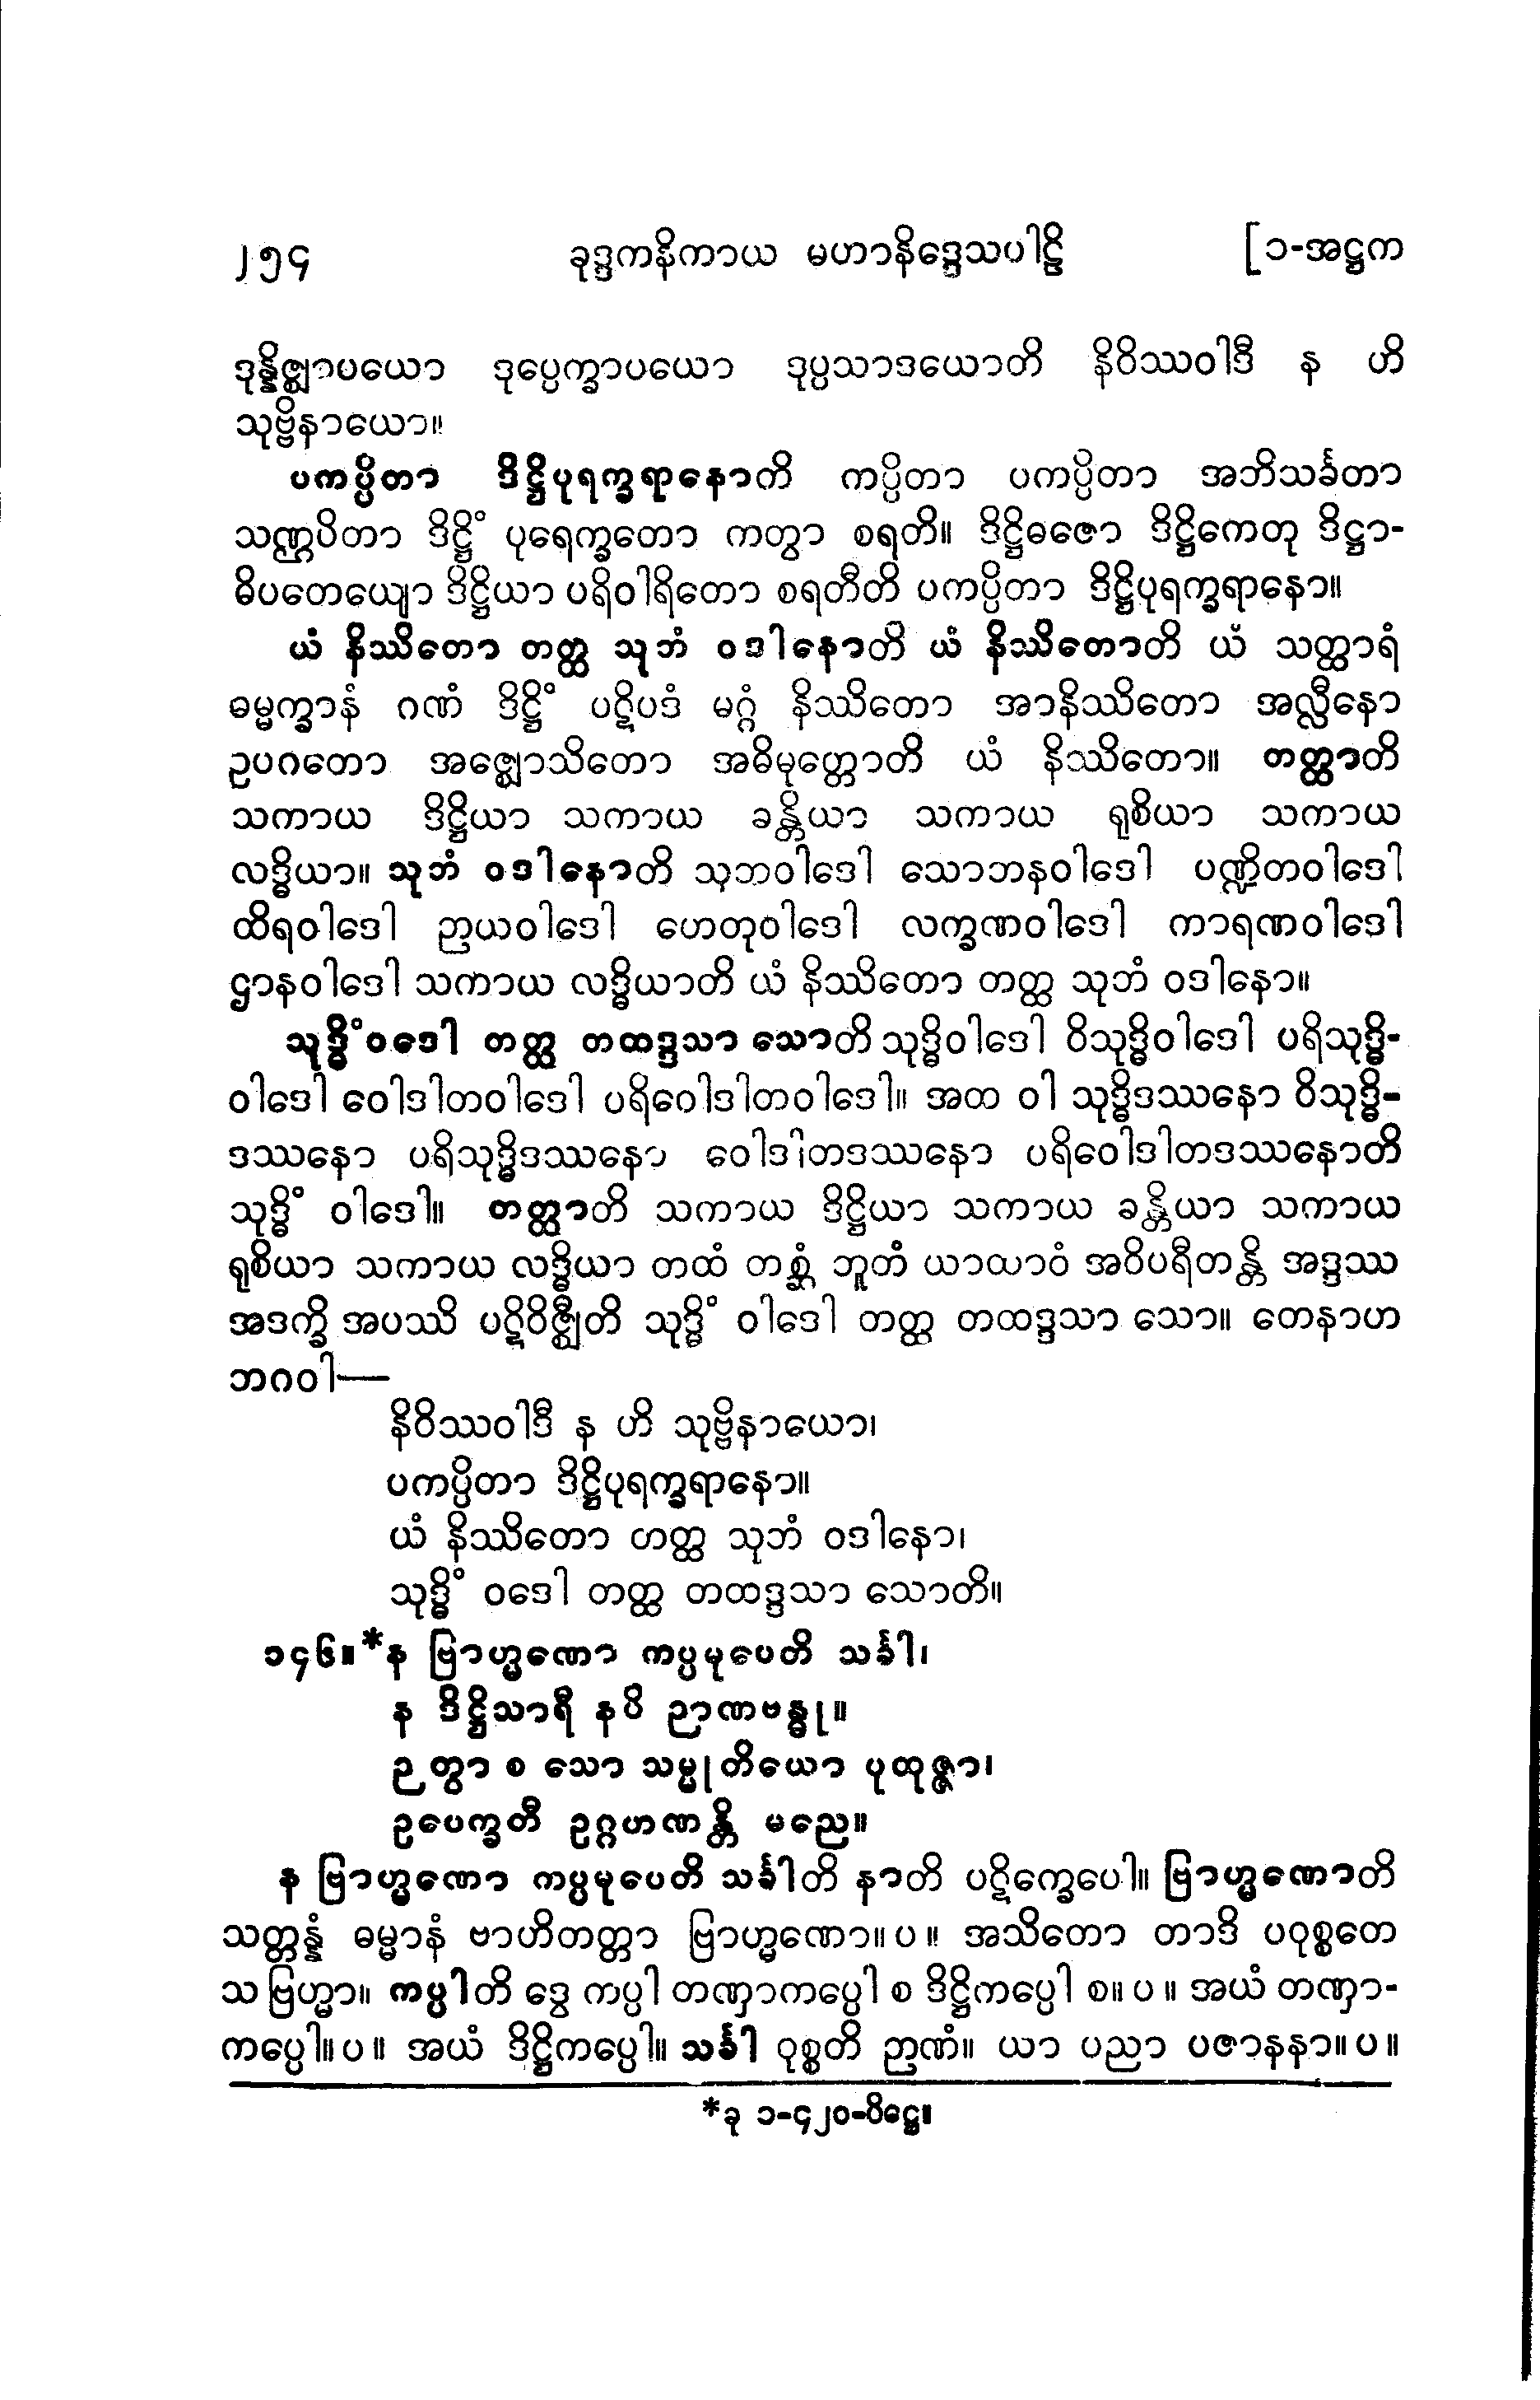 ၂၅၄ ခုဒ္ဒကနိကာယ မဟာနိဒ္ဒေသပါဠိ [၁-အဋ္ဌက
ဒုန္နိဇ္ဈာပယော ဒုပ္ပေက္ခာပယော ဒုပ္ပသာဒယောတိ နိဝိဿဝါဒီ န ဟိ
သုဗ္ဗိနာယော။
ပကပ္ပိတာ ဒိဋ္ဌိပုရက္ခရာနောတိ ကပ္ပိတာ ပကပ္ပိတာ အဘိသင်္ခတာ
သဏ္ဌပိတာ ဒိဋ္ဌိံ ပုရေက္ခတော ကတွာ စရတိ။ ဒိဋ္ဌိဓဇော ဒိဋ္ဌိကေတု ဒိဋ္ဌာ-
ဓိပတေယျော ဒိဋ္ဌိယာ ပရိဝါရိတော စရတီတိ ပကပ္ပိတာ ဒိဋ္ဌိပုရက္ခရာနော။
ယံ နိဿိတော တတ္ထ သုဘံ ဝဒါနောတိ ယံ နိဿိတောတိ ယံ သတ္ထာရံ
ဓမ္မက္ခာနံ ဂဏံ ဒိဋ္ဌိံ ပဋိပဒံ မဂ္ဂံ နိဿိတော အာနိဿိတော အလ္လီနော
ဥပဂတော အဇ္ဈောသိတော အဓိမုတ္တောတိ ယံ နိဿိတော။ တတ္ထာတိ
သကာယ ဒိဋ္ဌိယာ သကာယ ခန္တိယာ သကာယ ရုစိယာ သကာယ
လဒ္ဓိယာ။ သုဘံ ဝဒါနောတိ သုဘဝါဒေါ သောဘနဝါဒေါ ပဏ္ဍိတဝါဒေါ
ထိရဝါဒေါ ဉာယဝါဒေါ ဟေတုဝါဒေါ လက္ခဏဝါဒေါ ကာရဏဝါဒေါ
ဌာနဝါဒေါ သကာယ လဒ္ဓိယာတိ ယံ နိဿိတော တတ္ထ သုဘံ ဝဒါနော။
သုဒ္ဓိံဝဒေါ တတ္ထ တထဒ္ဒသာ သောတိ သုဒ္ဓိဝါဒေါ ဝိသုဒ္ဓိဝါဒေါ ပရိသုဒ္ဓိ-
ဝါဒေါ ဝေါဒါတဝါဒေါ ပရိဝေါဒါတဝါဒေါ။ အထ ဝါ သုဒ္ဓိဒဿနော ဝိသုဒ္ဓိ-
ဒဿနော ပရိသုဒ္ဓိဒဿနော ဝေါဒါတဒဿနော ပရိဝေါဒါတဒဿနောတိ
သုဒ္ဓိံ ဝါဒေါ။ တတ္ထာတိ သကာယ ဒိဋ္ဌိယာ သကာယ ခန္တိယာ သကာယ
ရုစိယာ သကာယ လဒ္ဓိယာ တထံ တစ္ဆံ ဘူတံ ယာထာဝံ အဝိပရီတန္တိ အဒ္ဒဿ
အဒက္ခိ အပဿိ ပဋိဝိဇ္ဈီတိ သုဒ္ဓိံ ဝါဒေါ တတ္ထ တထဒ္ဒသာ သော။ တေနာဟ
ဘဂဝါ—
နိဝိဿဝါဒီ န ဟိ သုဗ္ဗိနာယော၊
ပကပ္ပိတာ ဒိဋ္ဌိပုရက္ခရာနော။
ယံ နိဿိတော ဟတ္ထ သုဘံ ဝဒါနော၊
သုဒ္ဓိံ ဝဒေါ တတ္ထ တထဒ္ဒသာ သောတိ။
၁၄၆။*န ဗြာဟ္မဏော ကပ္ပမုပေတိ သင်္ခါ၊
န ဒိဋ္ဌိသာရီ နပိ ဉာဏဗန္ဓု။
ဉတွာ စ သော သမ္မုတိယော ပုထုဇ္ဇာ၊
ဥပေက္ခတီ ဥဂ္ဂဟဏန္တိ မညေ။
န ဗြာဟ္မဏော ကပ္ပမုပေတိ သင်္ခါတိ နာတိ ပဋိက္ခေပေါ။ ဗြာဟ္မဏောတိ
သတ္တန္နံ ဓမ္မာနံ ဗာဟိတတ္တာ ဗြာဟ္မဏော။ ပ ။ အသိတော တာဒိ ပဝုစ္စတေ
သ ဗြဟ္မာ။ ကပ္ပါတိ ဒွေ ကပ္ပါ တဏှာကပ္ပေါ စ ဒိဋ္ဌိကပ္ပေါ စ။ ပ ။ အယံ တဏှာ-
ကပ္ပေါ။ ပ ။ အယံ ဒိဋ္ဌိကပ္ပေါ။ သင်္ခါ ဝုစ္စတိ ဉာဏံ။ ယာ ပညာ ပဇာနနာ။ ပ ။
*ခု ၁-၄၂၀-ပိဋ္ဌေ။